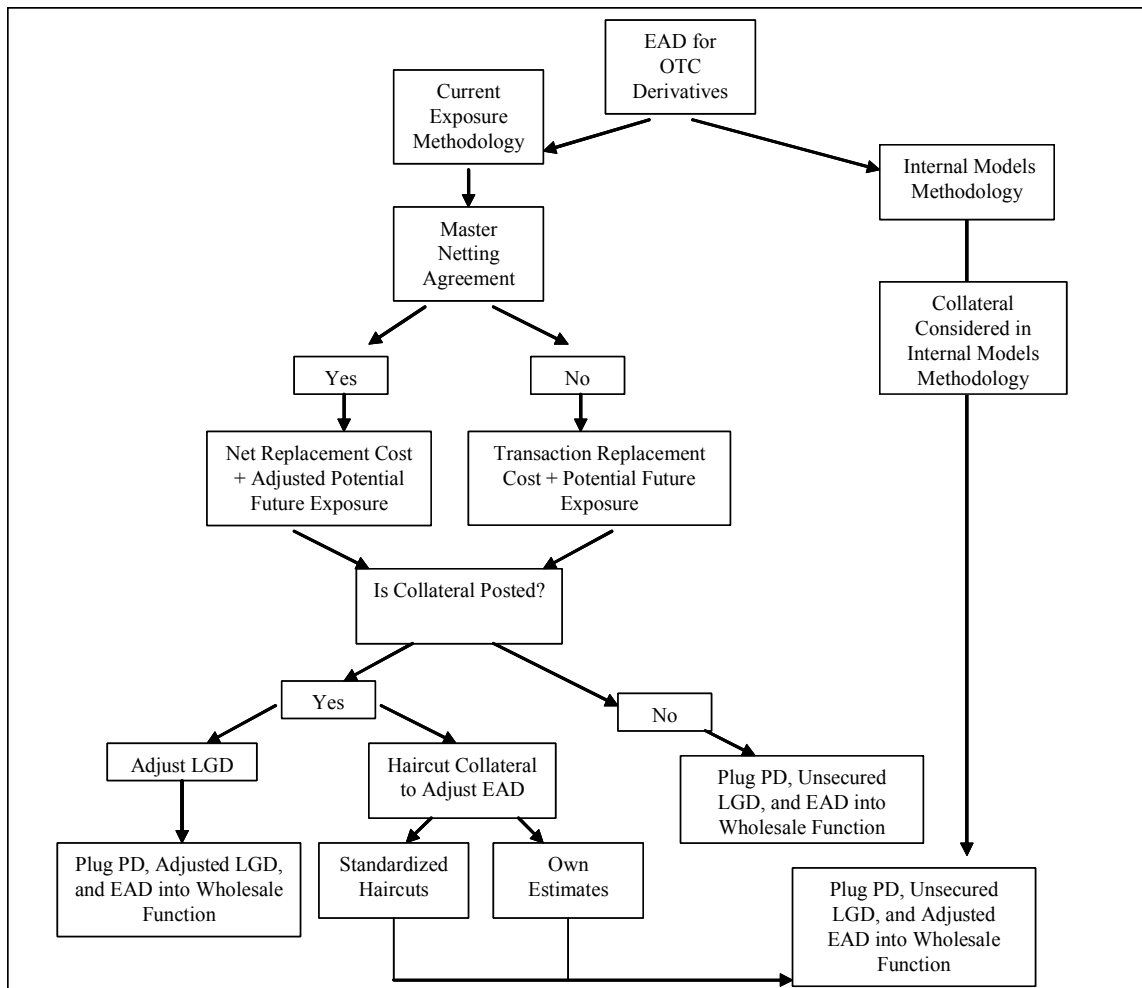 EAD for
OTC
Derivatives
Current
Exposure
Methodology
Internal Models
Methodology
Master
Netting
Agreement
Collateral
Considered in
Internal Models
Methodology
Yes
No
Net Replacement Cost
+ Adjusted Potential
Future Exposure
Transaction Replacement
Cost + Potential Future
Exposure
Is Collateral Posted?
Yes
No
Adjust LGD
Haircut Collateral
to Adjust EAD
Plug PD, Unsecured
LGD, and EAD into
Wholesale Function
Plug PD, Adjusted LGD,
and EAD into Wholesale
Function
Standardized
Haircuts
Own
Estimates
Plug PD, Unsecured
LGD, and Adjusted
EAD into Wholesale
Function